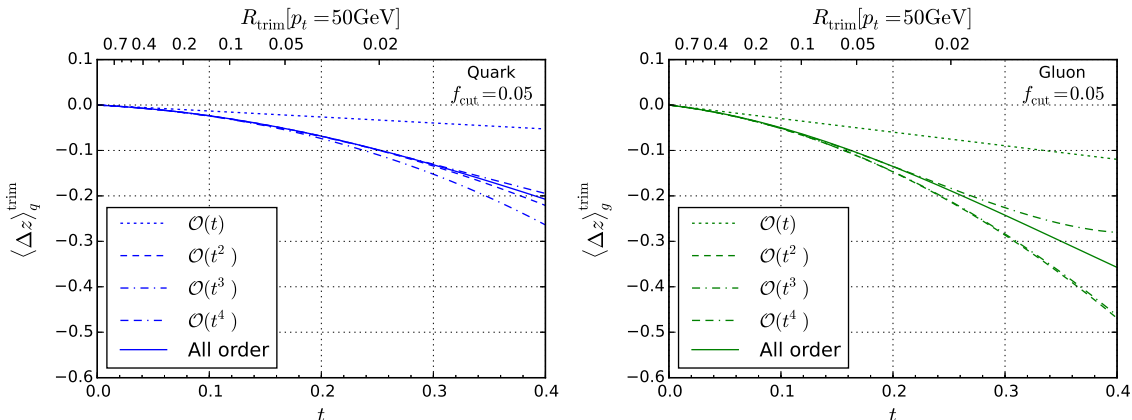 R_trim[p_t = 50GeV]
0.7 0.4 0.2 0.1 0.05 0.02
Quark
f_cut = 0.05
⟨Δz⟩_q^trim
0.1
0.0
−0.1
−0.2
−0.3
−0.4
−0.5
−0.6
O(t)
O(t²)
O(t³)
O(t⁴)
All order
0.0 0.1 0.2 0.3 0.4
t
R_trim[p_t = 50GeV]
0.7 0.4 0.2 0.1 0.05 0.02
Gluon
f_cut = 0.05
⟨Δz⟩_g^trim
0.1
0.0
−0.1
−0.2
−0.3
−0.4
−0.5
−0.6
O(t)
O(t²)
O(t³)
O(t⁴)
All order
0.0 0.1 0.2 0.3 0.4
t